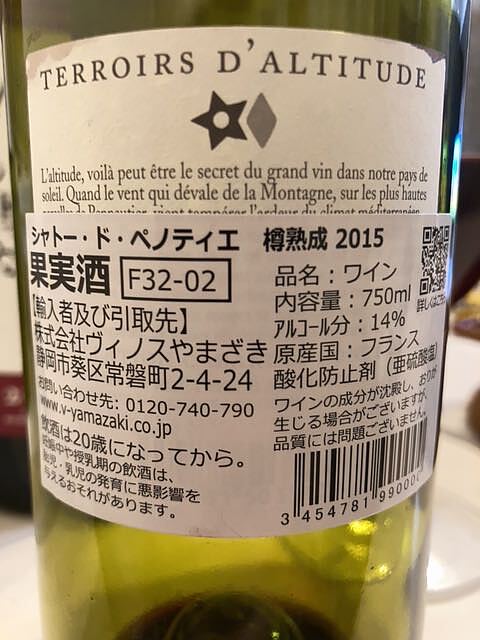 TERROIRS D'ALTITUDE
L'altitude, voilà peut être le secret du grand vin dans notre pays de
soleil. Quand le vent qui dévale de la Montagne, sur les plus hautes
シャトー・ド・ペノティエ 樽熟成 2015
果実酒 F32-02
【輸入者及び引取先】
株式会社ヴィノスやまざき
静岡市葵区常磐町2-4-24
お問い合わせ先: 0120-740-790
www.v-yamazaki.co.jp
飲酒は20歳になってから。
妊娠中や授乳期の飲酒は、
胎児・乳児の発育に悪影響を
与えるおそれがあります。
品名：ワイン
内容量：750ml
詳しくはこち
アルコール分：14%
原産国：フランス
酸化防止剤（亜硫酸塩）
ワインの成分が沈殿し、おりが
生じる場合がございますが、
品質には問題ございません。
3 454781 99000